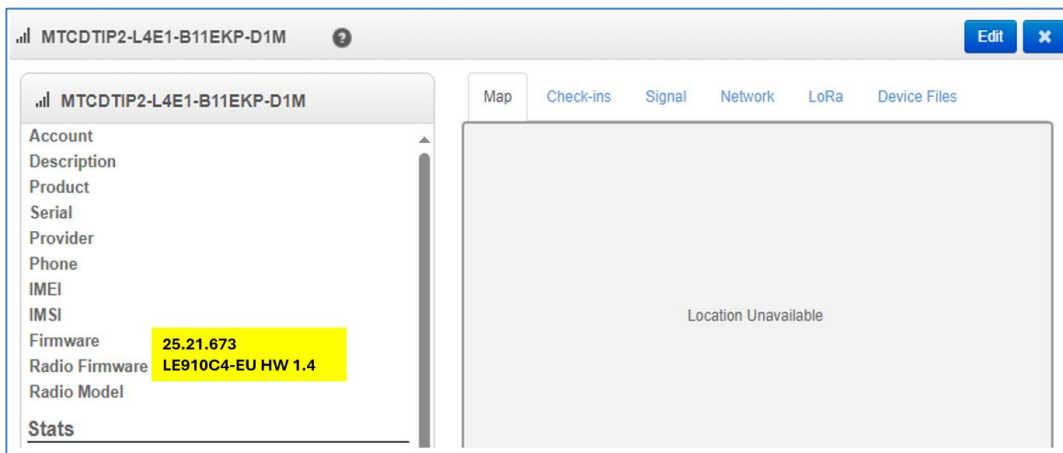 MTCDTIP2-L4E1-B11EKP-D1M ?
Edit ×
MTCDTIP2-L4E1-B11EKP-D1M
Account
Description
Product
Serial
Provider
Phone
IMEI
IMSI
Firmware 25.21.673
Radio Firmware LE910C4-EU HW 1.4
Radio Model
Stats
Map Check-ins Signal Network LoRa Device Files
Location Unavailable